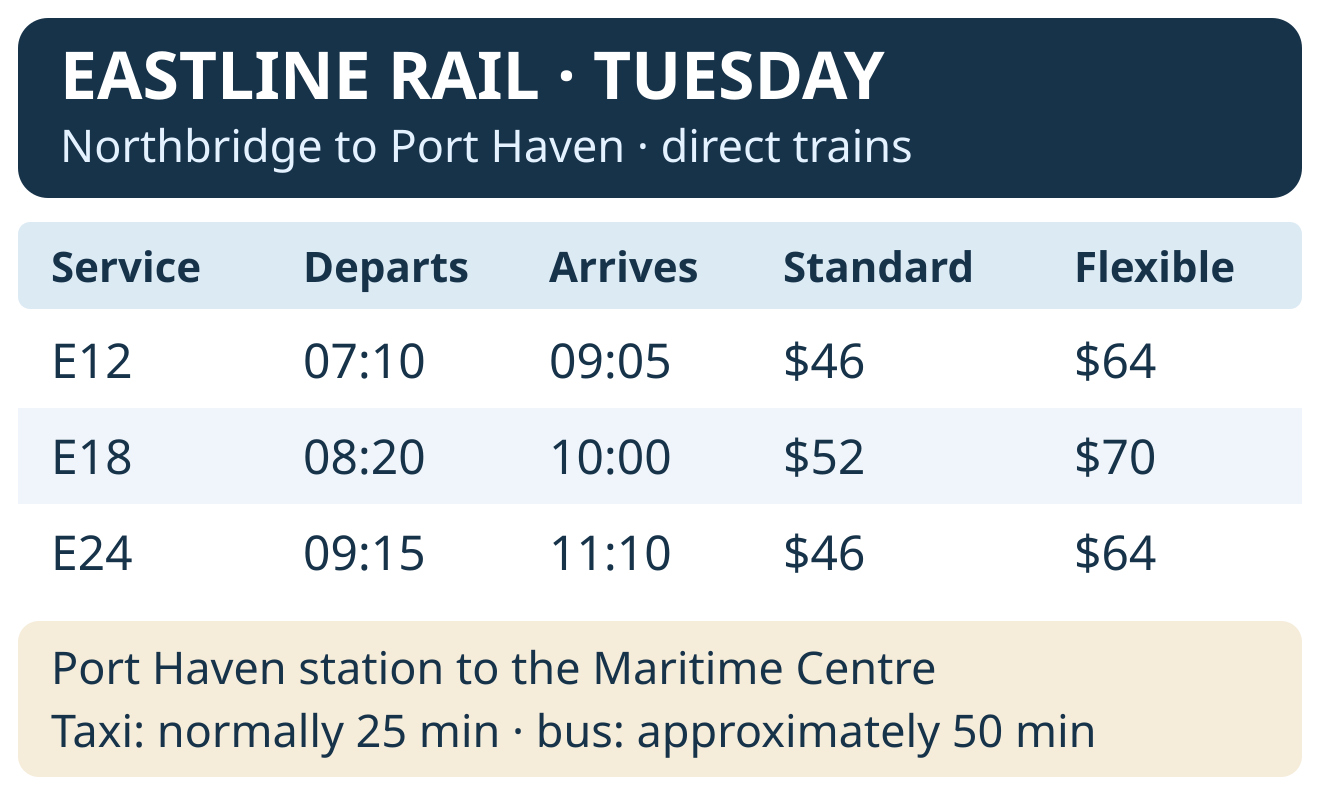 EASTLINE RAIL · TUESDAY
Northbridge to Port Haven · direct trains
Service Departs Arrives Standard Flexible
E12 07:10 09:05 $46 $64
E18 08:20 10:00 $52 $70
E24 09:15 11:10 $46 $64
Port Haven station to the Maritime Centre
Taxi: normally 25 min · bus: approximately 50 min